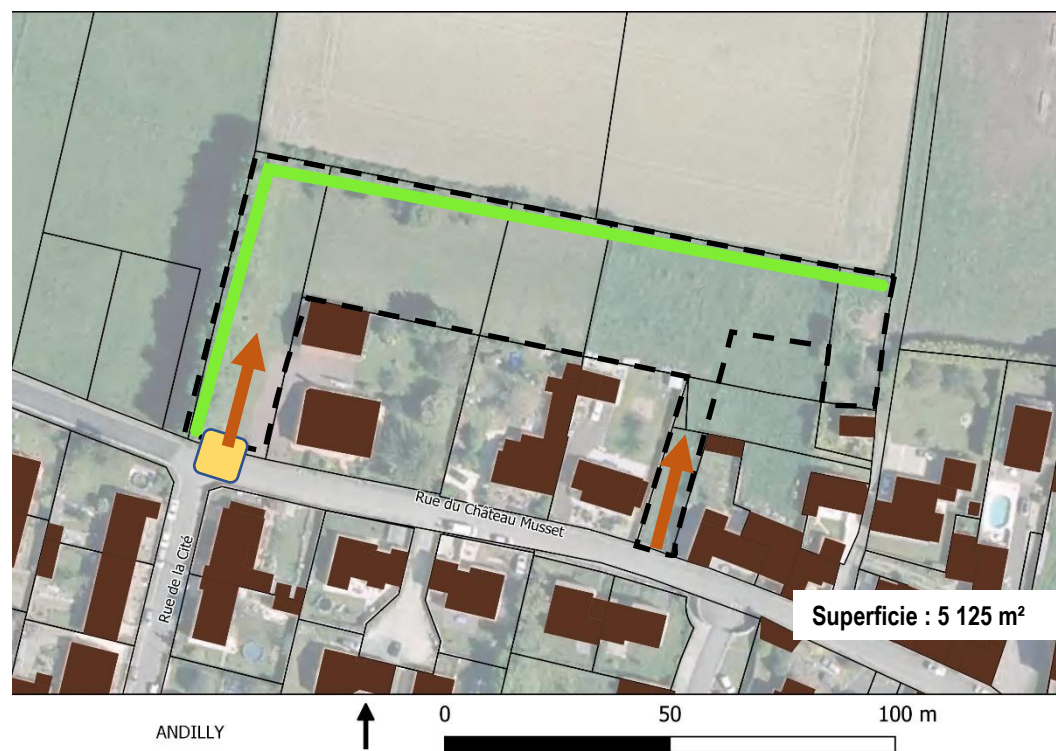 Rue du Château Musset
Rue de la Cité
Superficie : 5 125 m²
ANDILLY
0 50 100 m